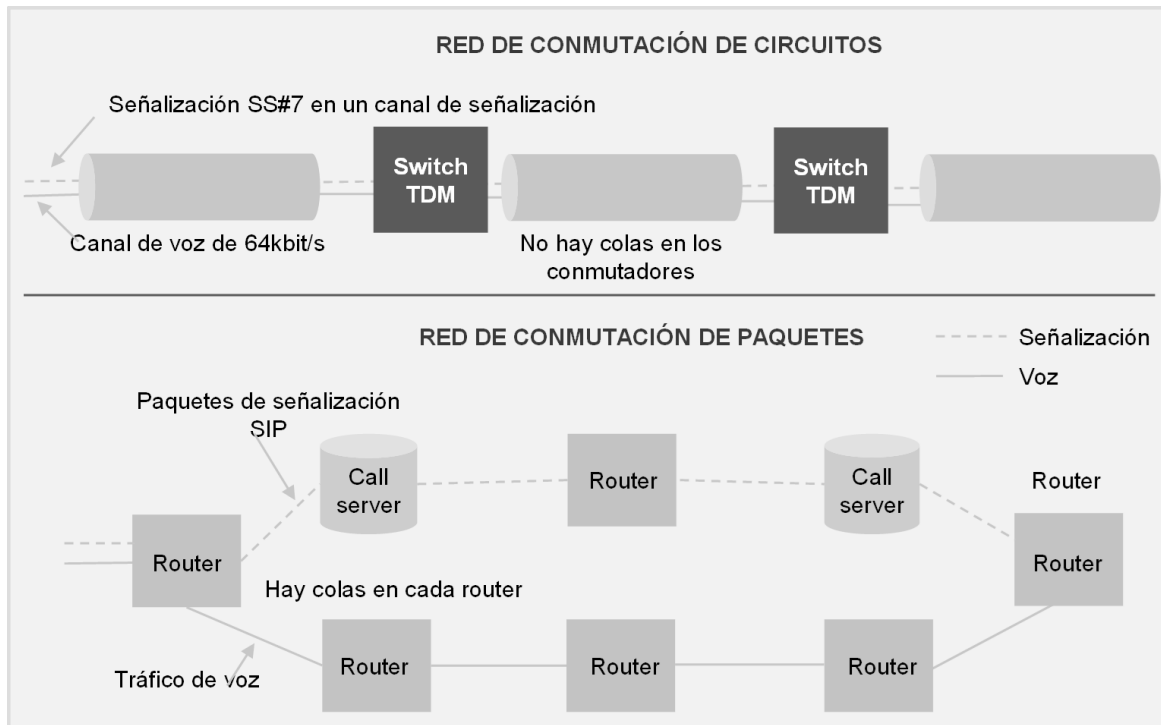 RED DE CONMUTACIÓN DE CIRCUITOS
Señalización SS#7 en un canal de señalización
Switch
TDM
Switch
TDM
Canal de voz de 64kbit/s
No hay colas en los
conmutadores
RED DE CONMUTACIÓN DE PAQUETES
Señalización
Voz
Paquetes de señalización
SIP
Call
server
Router
Call
server
Router
Router
Router
Hay colas en cada router
Router
Router
Router
Tráfico de voz